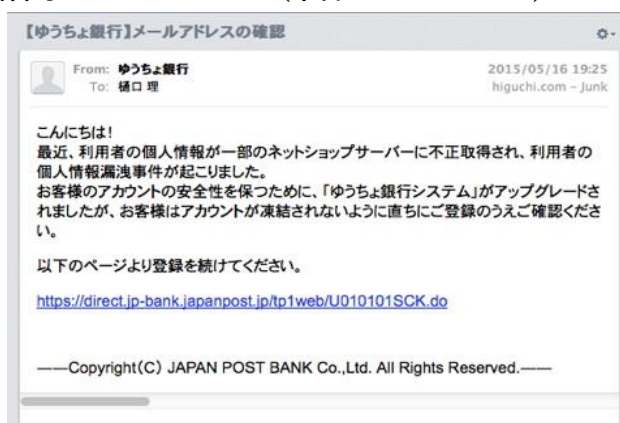 【ゆうちょ銀行】メールアドレスの確認
From: ゆうちょ銀行
2015/05/16 19:25
To: 樋口 理
higuchi.com – Junk
こんにちは!
最近、利用者の個人情報が一部のネットショップサーバーに不正取得され、利用者の
個人情報漏洩事件が起こりました。
お客様のアカウントの安全性を保つために、「ゆうちょ銀行システム」がアップグレードさ
れましたが、お客様はアカウントが凍結されないように直ちにご登録のうえご確認くださ
い。
以下のページより登録を続けてください。
https://direct.jp-bank.japanpost.jp/tp1web/U010101SCK.do
——Copyright(C) JAPAN POST BANK Co.,Ltd. All Rights Reserved.——